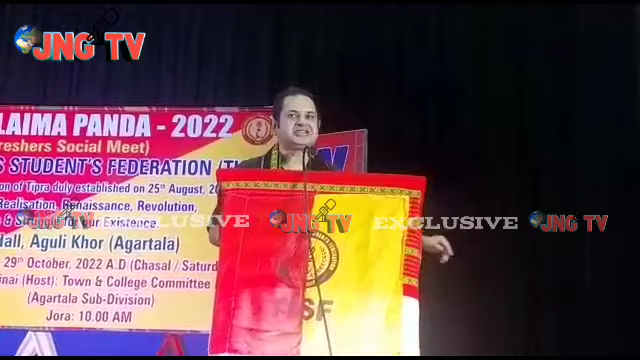 JNG TV
LAIMA PANDA - 2022
reshers Social Meet)
S STUDENT'S FEDERATION
on of Tipra duly established on 25th August,
Realisation, Renaissance, Revolution,
& Struggle for our Existence.
JNG TV EXCLUSIVE JNG TV EXCLUSIVE JNG TV
Hall, Aguli Khor (Agartala)
29th October, 2022 A.D (Chasal / Saturd
inai (Host): Town & College Committee
(Agartala Sub-Division)
Jora: 10.00 AM
SF